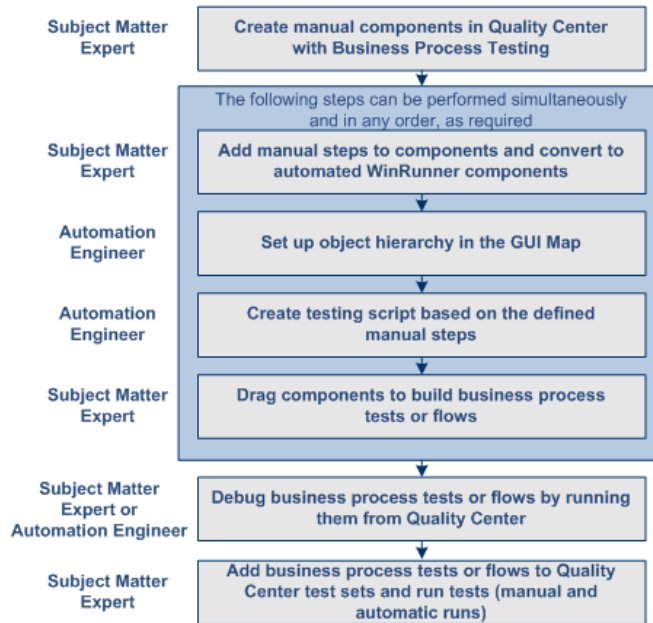 Subject Matter
Expert
Create manual components in Quality Center
with Business Process Testing
The following steps can be performed simultaneously
and in any order, as required
Subject Matter
Expert
Add manual steps to components and convert to
automated WinRunner components
Automation
Engineer
Set up object hierarchy in the GUI Map
Automation
Engineer
Create testing script based on the defined
manual steps
Subject Matter
Expert
Drag components to build business process
tests or flows
Subject Matter
Expert or
Automation Engineer
Debug business process tests or flows by running
them from Quality Center
Subject Matter
Expert
Add business process tests or flows to Quality
Center test sets and run tests (manual and
automatic runs)